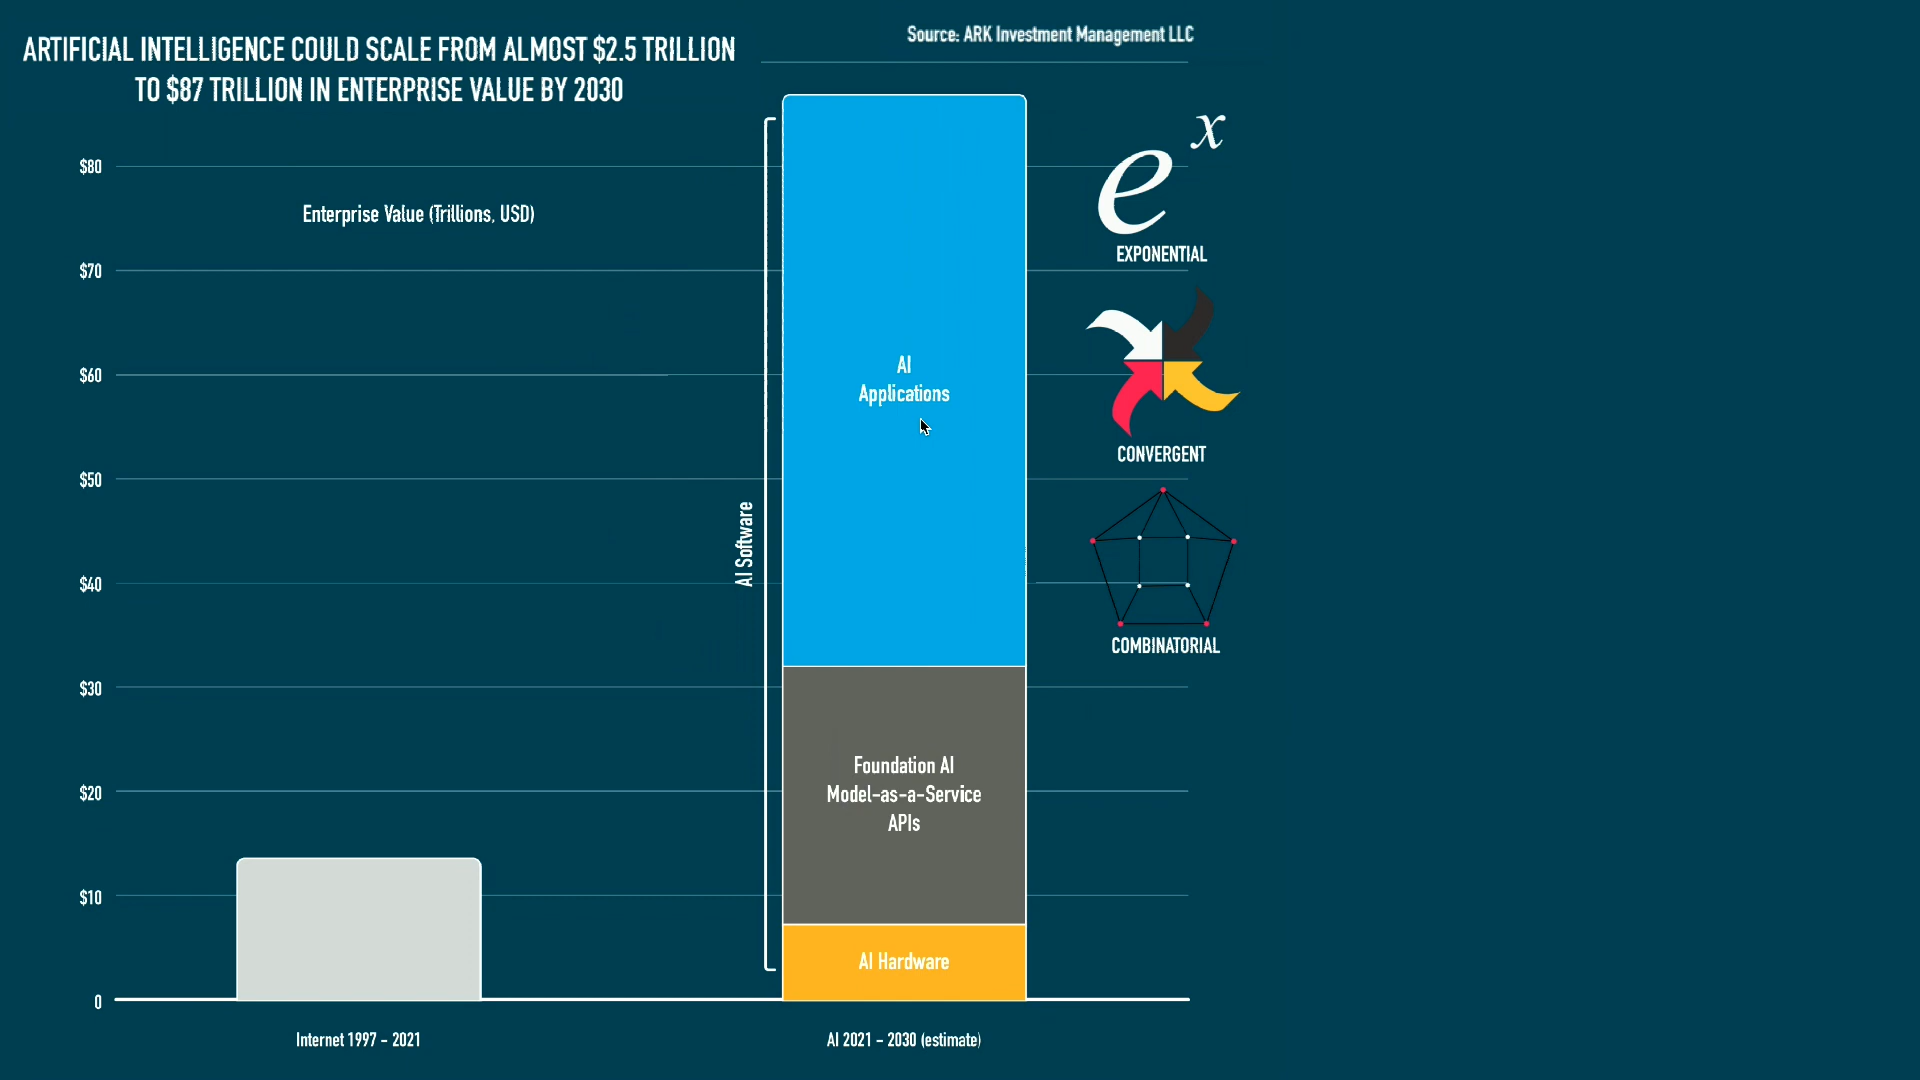 ARTIFICIAL INTELLIGENCE COULD SCALE FROM ALMOST $2.5 TRILLION
TO $87 TRILLION IN ENTERPRISE VALUE BY 2030
Source: ARK Investment Management LLC
Enterprise Value (Trillions, USD)
$80
$70
$60
$50
$40
$30
$20
$10
0
AI Software
AI
Applications
Foundation AI
Model-as-a-Service
APIs
AI Hardware
e^x
EXPONENTIAL
CONVERGENT
COMBINATORIAL
Internet 1997 - 2021
AI 2021 - 2030 (estimate)